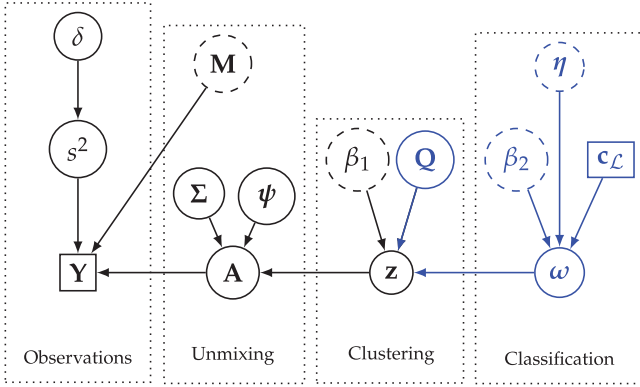 δ
M
η
s²
β₁
Q
β₂
c_ℒ
Σ
ψ
Y
A
z
ω
Observations
Unmixing
Clustering
Classification